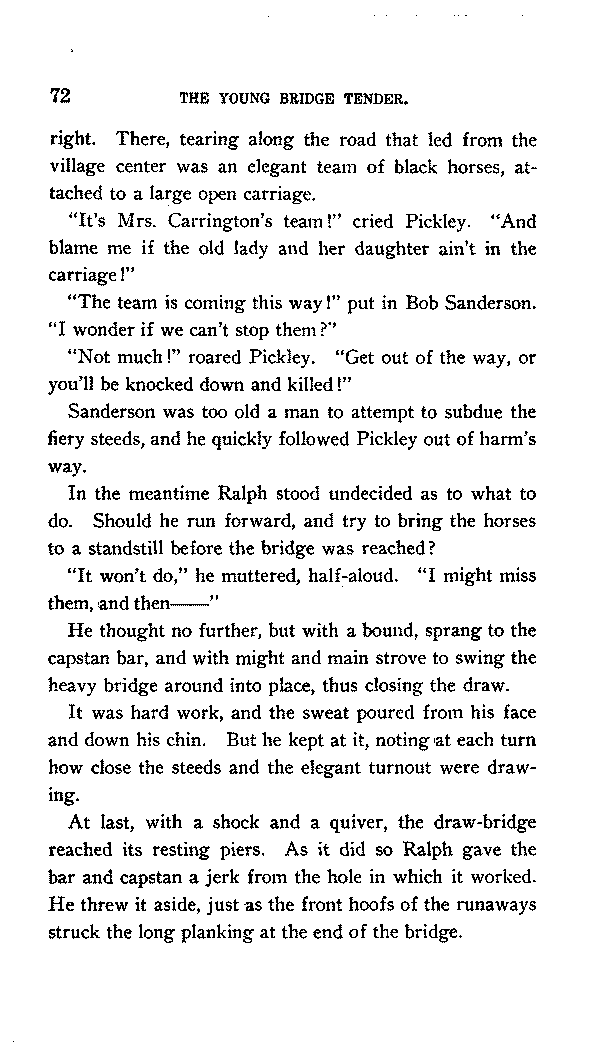 72 THE YOUNG BRIDGE TENDER.
right. There, tearing along the road that led from the
village center was an elegant team of black horses, at-
tached to a large open carriage.
"It's Mrs. Carrington's team!" cried Pickley. "And
blame me if the old lady and her daughter ain't in the
carriage!"
"The team is coming this way!" put in Bob Sanderson.
"I wonder if we can't stop them?"
"Not much!" roared Pickley. "Get out of the way, or
you'll be knocked down and killed!"
Sanderson was too old a man to attempt to subdue the
fiery steeds, and he quickly followed Pickley out of harm's
way.
In the meantime Ralph stood undecided as to what to
do. Should he run forward, and try to bring the horses
to a standstill before the bridge was reached?
"It won't do," he muttered, half-aloud. "I might miss
them, and then——"
He thought no further, but with a bound, sprang to the
capstan bar, and with might and main strove to swing the
heavy bridge around into place, thus closing the draw.
It was hard work, and the sweat poured from his face
and down his chin. But he kept at it, noting at each turn
how close the steeds and the elegant turnout were draw-
ing.
At last, with a shock and a quiver, the draw-bridge
reached its resting piers. As it did so Ralph gave the
bar and capstan a jerk from the hole in which it worked.
He threw it aside, just as the front hoofs of the runaways
struck the long planking at the end of the bridge.